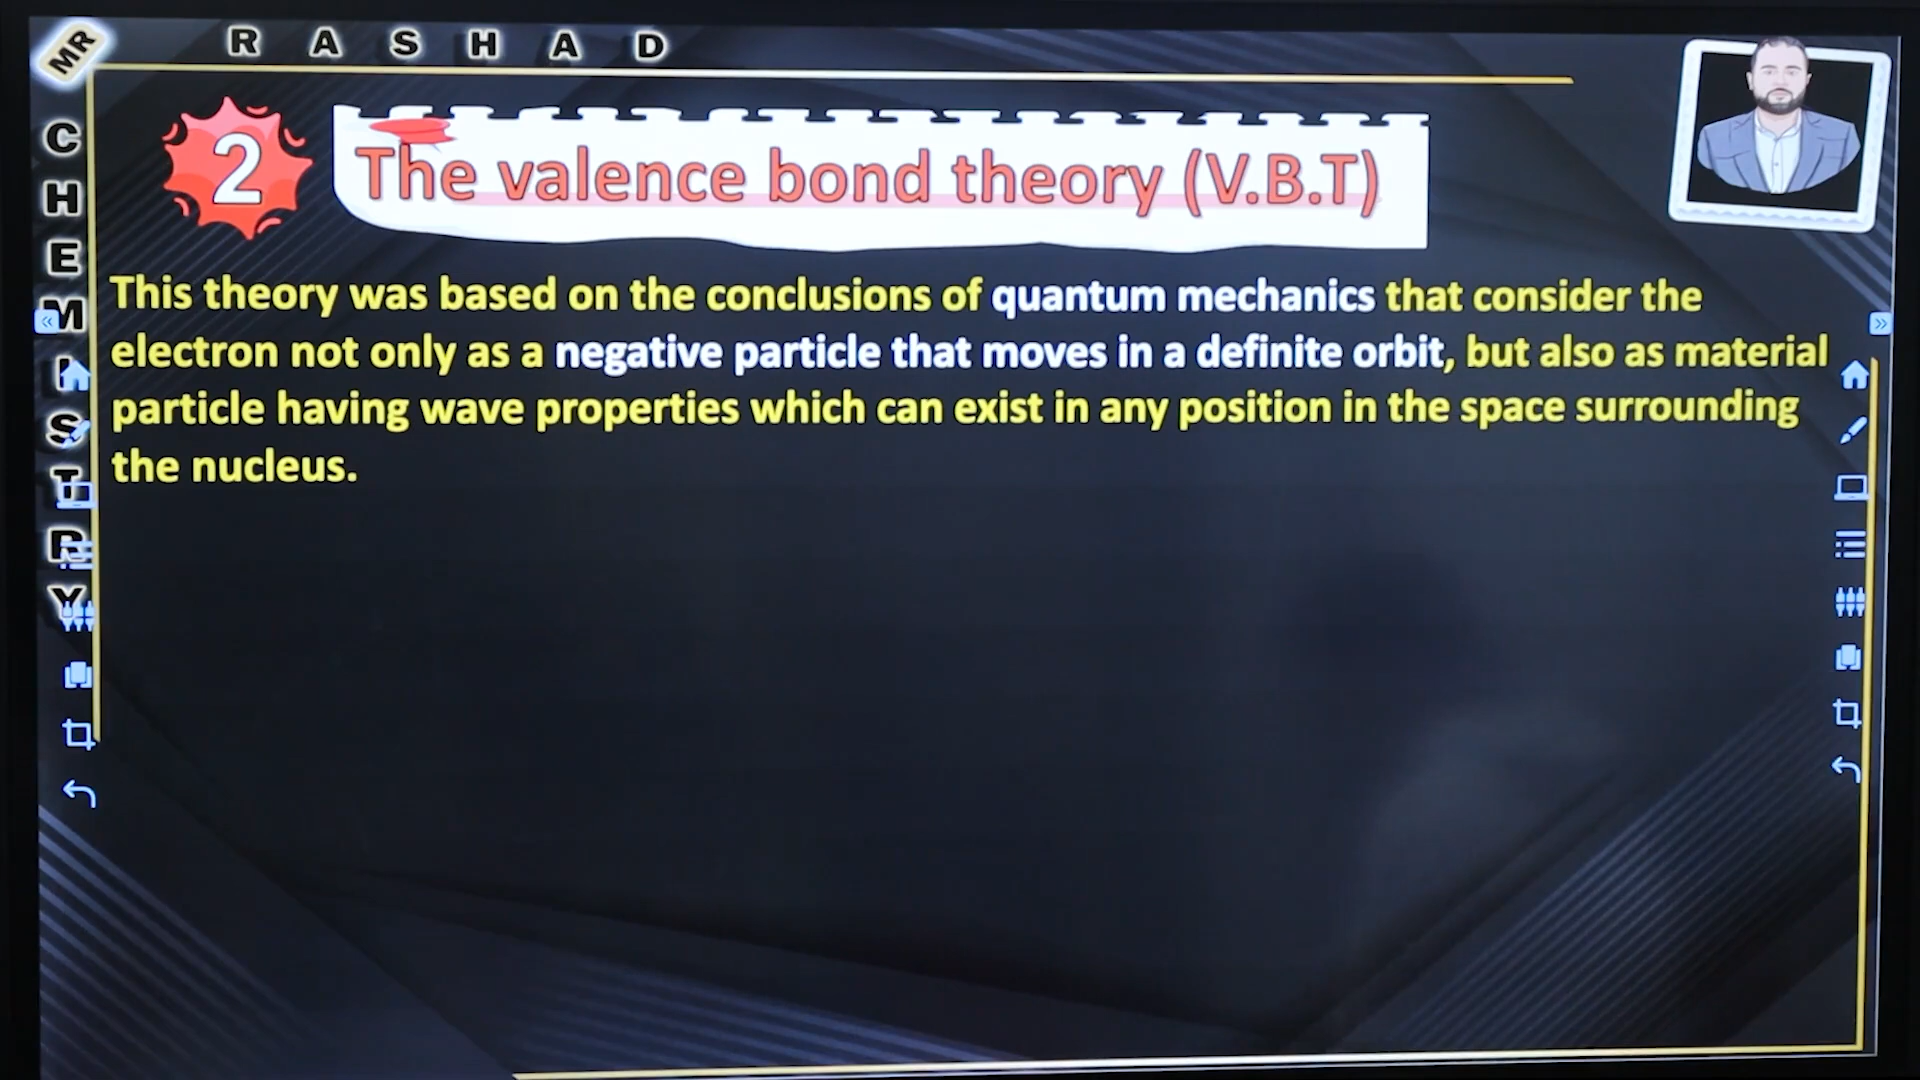 MR
R A S H A D
C H E M I S T R Y
2
The valence bond theory (V.B.T)
This theory was based on the conclusions of quantum mechanics that consider the
electron not only as a negative particle that moves in a definite orbit, but also as material
particle having wave properties which can exist in any position in the space surrounding
the nucleus.